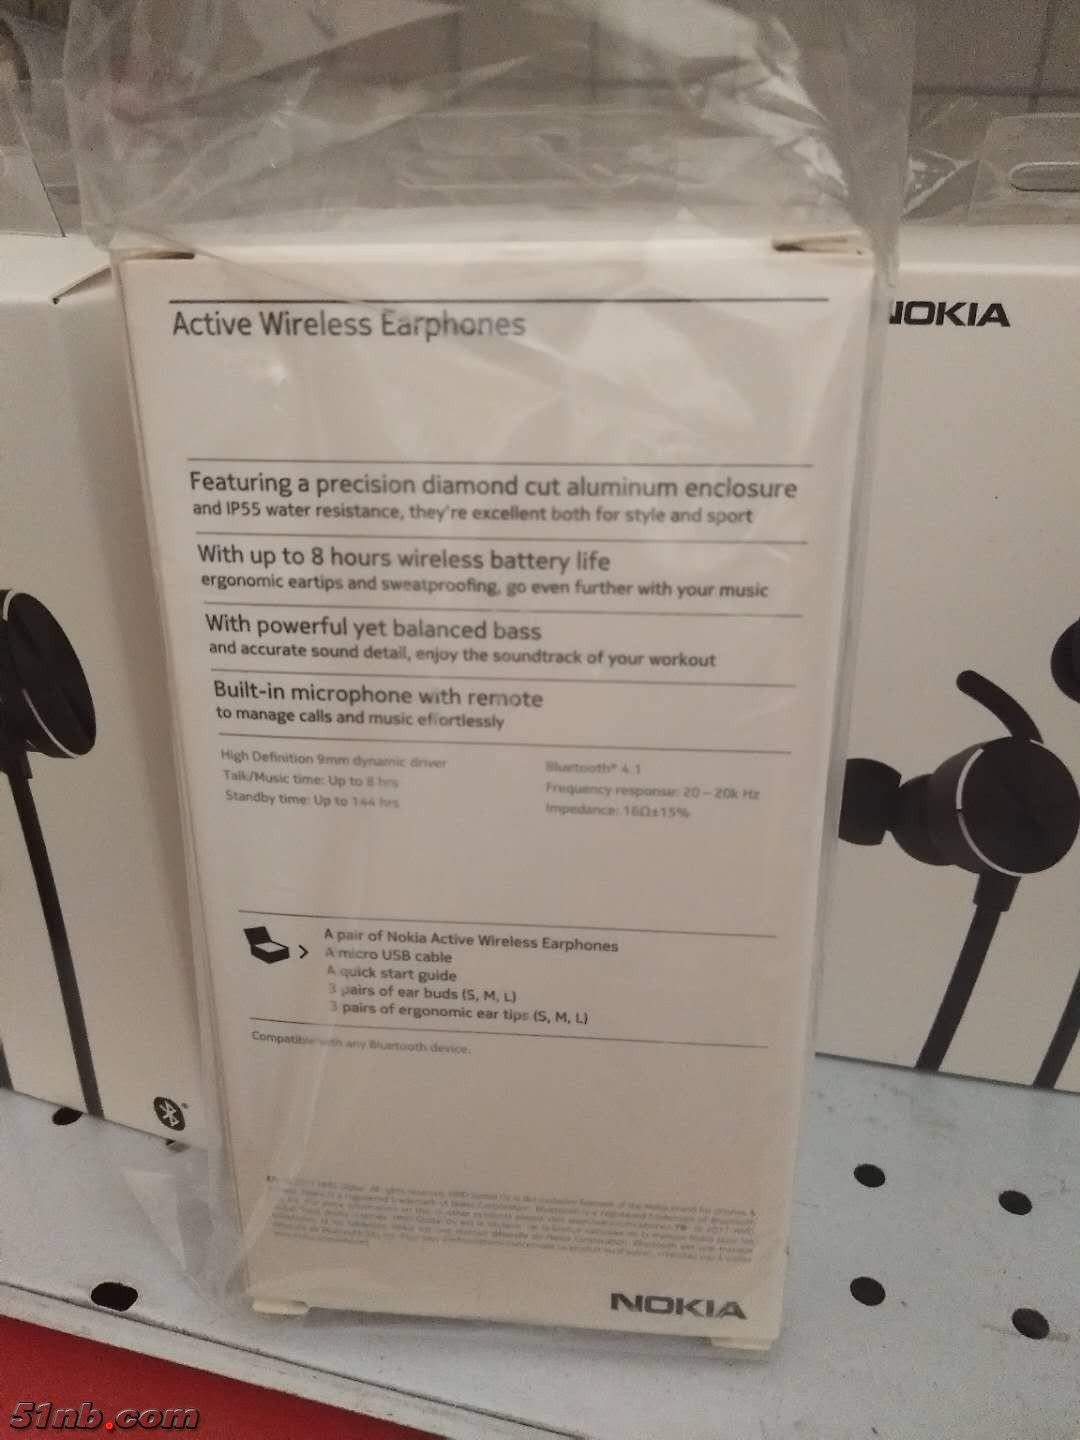 Active Wireless Earphones
NOKIA
Featuring a precision diamond cut aluminum enclosure
and IP55 water resistance, they're excellent both for style and sport
With up to 8 hours wireless battery life
ergonomic eartips and sweatproofing, go even further with your music
With powerful yet balanced bass
and accurate sound detail, enjoy the soundtrack of your workout
Built-in microphone with remote
to manage calls and music effortlessly
High Definition 9mm dynamic driver
Talk/Music time: Up to 8 hrs
Standby time: Up to 144 hrs
Bluetooth® 4.1
Frequency response: 20 – 20k Hz
Impedance: 16Ω±15%
A pair of Nokia Active Wireless Earphones
A micro USB cable
A quick start guide
3 pairs of ear buds (S, M, L)
3 pairs of ergonomic ear tips (S, M, L)
Compatible with any Bluetooth device.
NOKIA
51nb.com